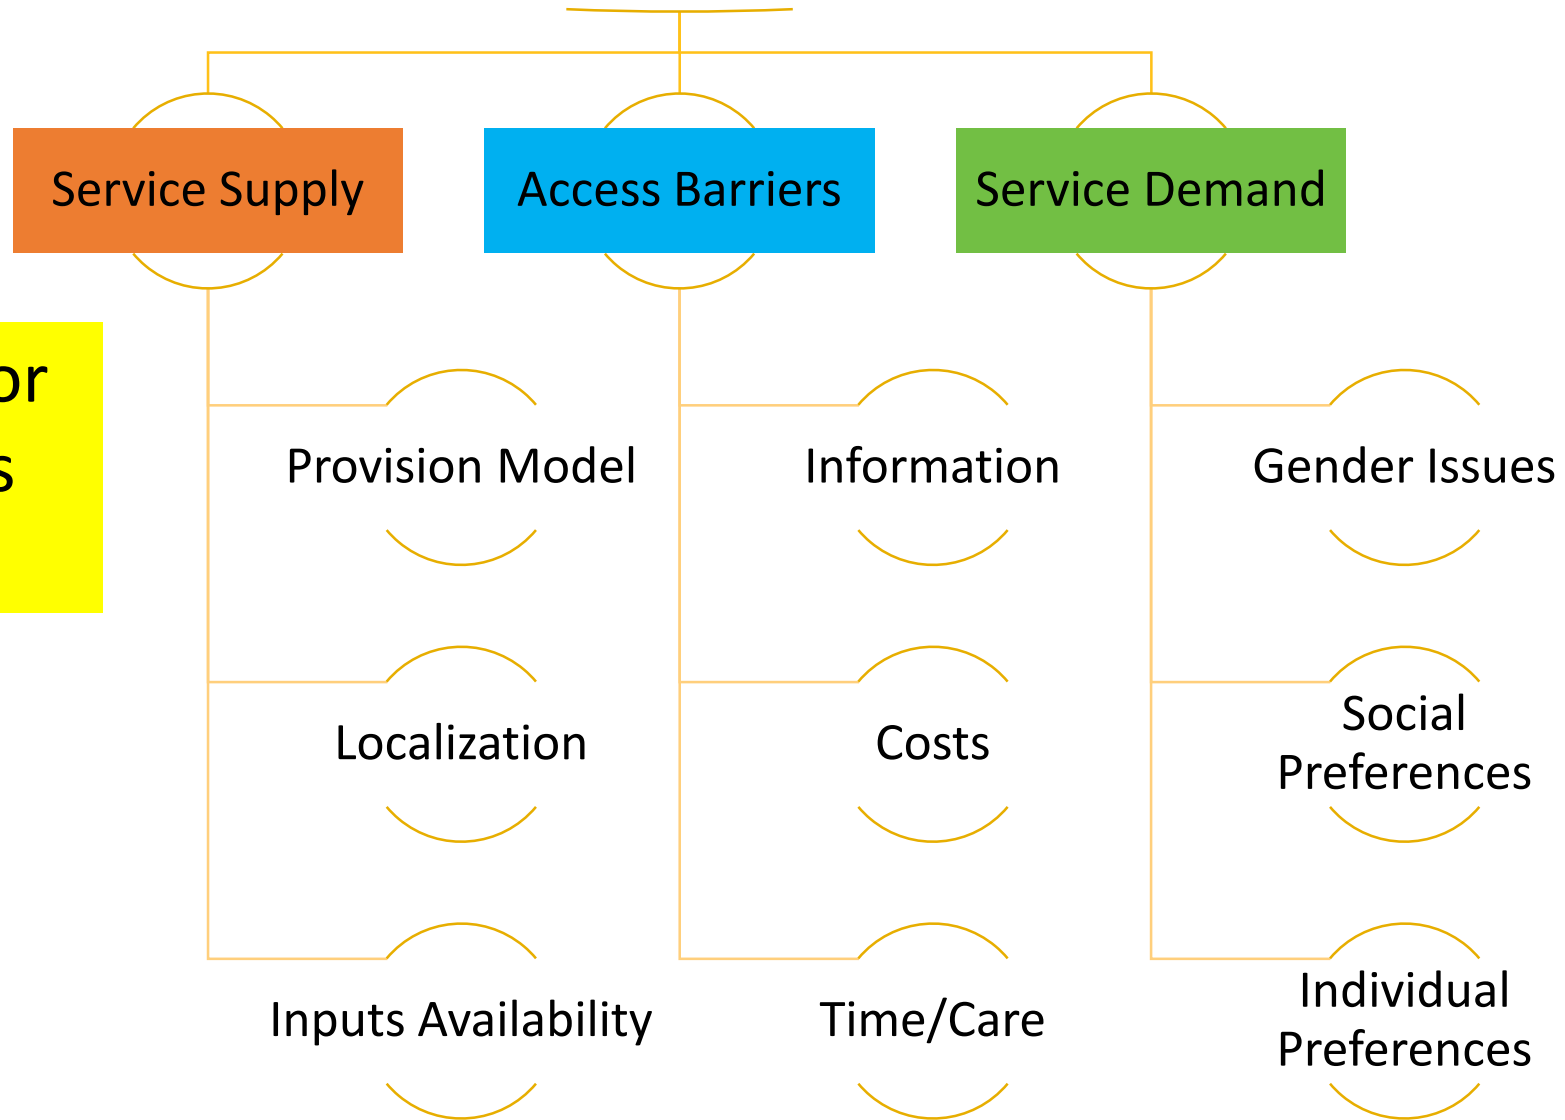 Service Supply
Access Barriers
Service Demand
or
s
Provision Model
Information
Gender Issues
Localization
Costs
Social
Preferences
Inputs Availability
Time/Care
Individual
Preferences